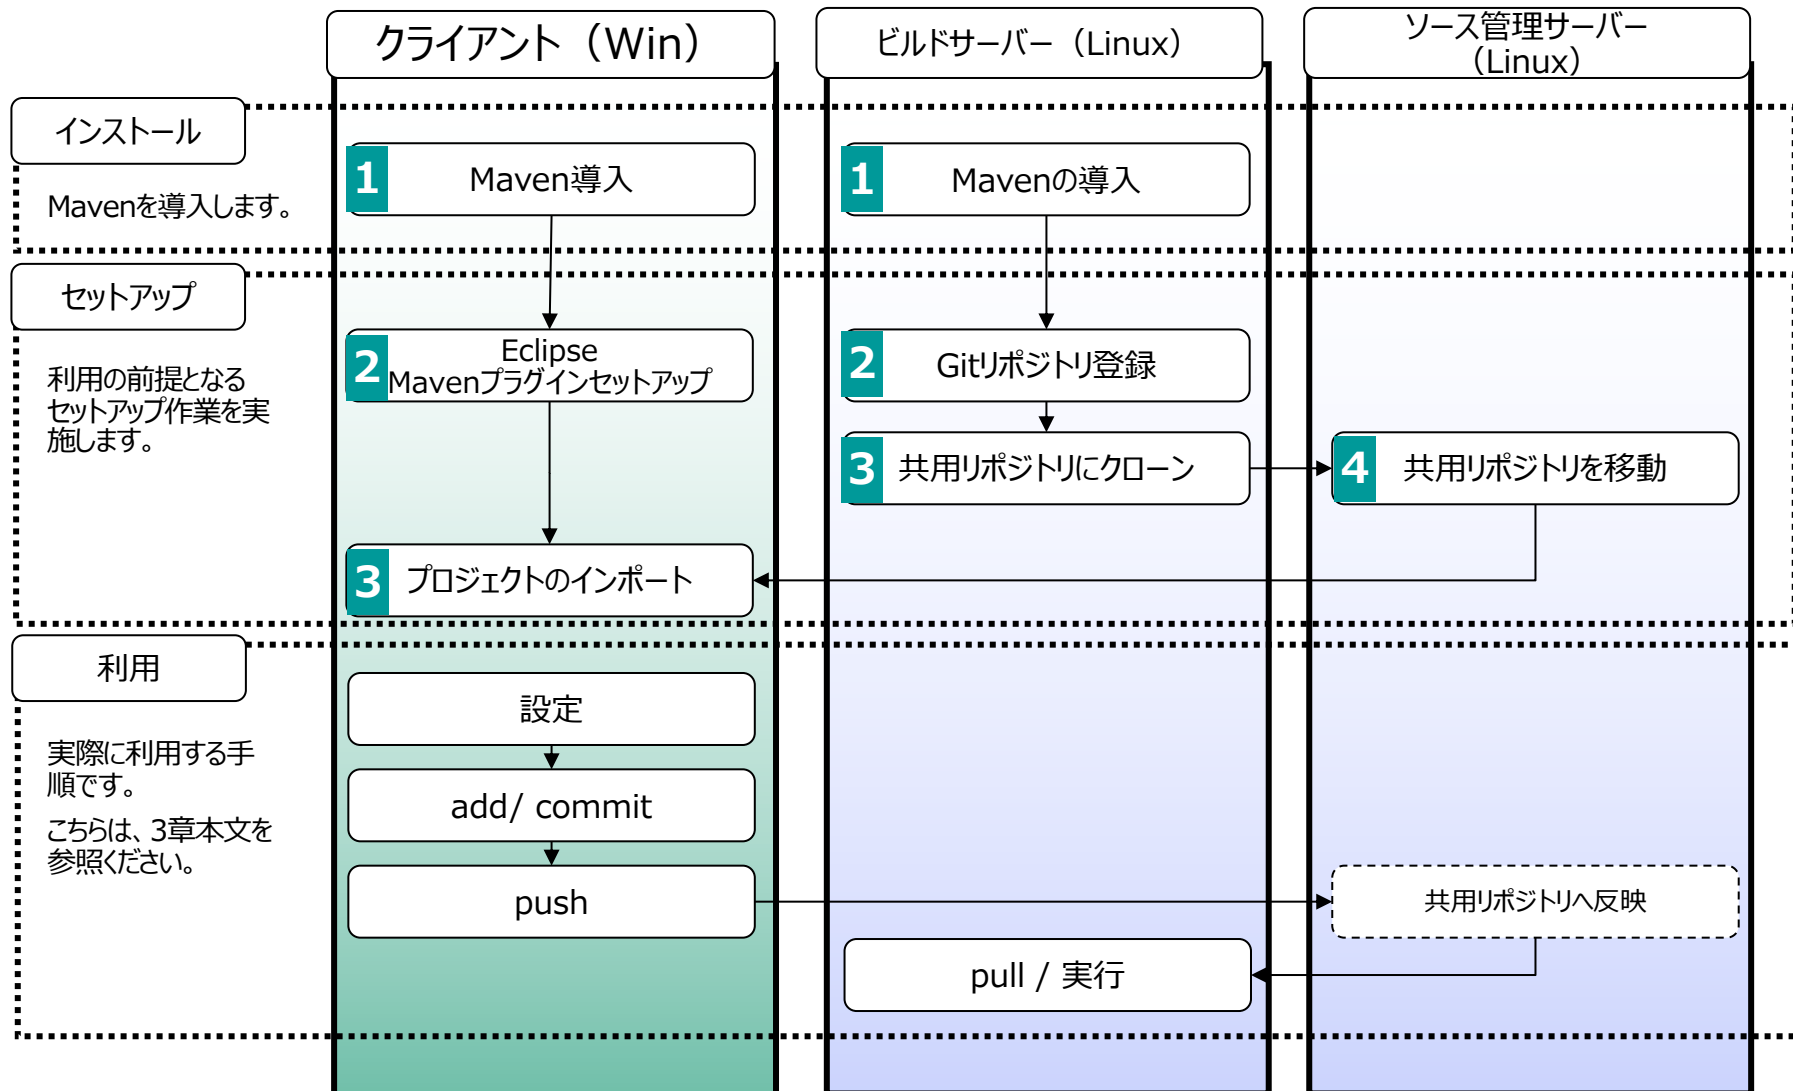 クライアント（Win）
ビルドサーバー（Linux）
ソース管理サーバー
（Linux）
インストール
Mavenを導入します。
1
Maven導入
1
Mavenの導入
セットアップ
利用の前提となる
セットアップ作業を実
施します。
2
Eclipse
Mavenプラグインセットアップ
2
Gitリポジトリ登録
3
共用リポジトリにクローン
4
共用リポジトリを移動
3
プロジェクトのインポート
利用
実際に利用する手
順です。
こちらは、3章本文を
参照ください。
設定
add/ commit
push
共用リポジトリへ反映
pull / 実行